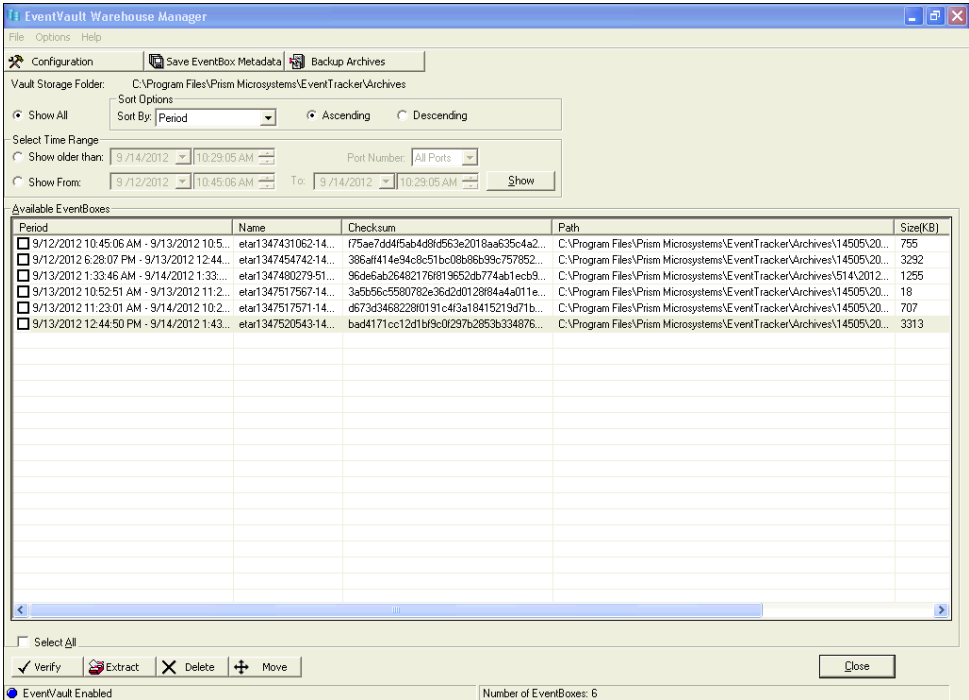 EventVault Warehouse Manager
File Options Help
Configuration Save EventBox Metadata Backup Archives
Vault Storage Folder: C:\Program Files\Prism Microsystems\EventTracker\Archives
Sort Options
Show All Sort By: Period Ascending Descending
Select Time Range
Show older than: 9/14/2012 10:29:05 AM Port Number: All Ports
Show From: 9/12/2012 10:45:06 AM To: 9/14/2012 10:29:05 AM Show
Available EventBoxes
Period Name Checksum Path Size(KB)
9/12/2012 10:45:06 AM - 9/13/2012 10:5... etar1347431062-14... f75ae7dd4f5ab4d8fd563e2018aa635c4a2... C:\Program Files\Prism Microsystems\EventTracker\Archives\14505\20... 755
9/12/2012 6:28:07 PM - 9/13/2012 12:44... etar1347454742-14... 386aff414e94c8c51bc08b86b99c757852... C:\Program Files\Prism Microsystems\EventTracker\Archives\14505\20... 3292
9/13/2012 1:33:46 AM - 9/14/2012 1:33:... etar1347480279-51... 96de6ab26482176f819652db774ab1ecb9... C:\Program Files\Prism Microsystems\EventTracker\Archives\514\2012... 1255
9/13/2012 10:52:51 AM - 9/13/2012 11:2... etar1347517567-14... 3a5b56c5580782e36d2d0128f84a4a011e... C:\Program Files\Prism Microsystems\EventTracker\Archives\14505\20... 18
9/13/2012 11:23:01 AM - 9/14/2012 10:2... etar1347517571-14... d673d3468228f0191c4f3a18415219d71b... C:\Program Files\Prism Microsystems\EventTracker\Archives\14505\20... 707
9/13/2012 12:44:50 PM - 9/14/2012 1:43... etar1347520543-14... bad4171cc12d1bf9c0f297b2853b334876... C:\Program Files\Prism Microsystems\EventTracker\Archives\14505\20... 3313
Select All
Verify Extract Delete Move Close
EventVault Enabled Number of EventBoxes: 6